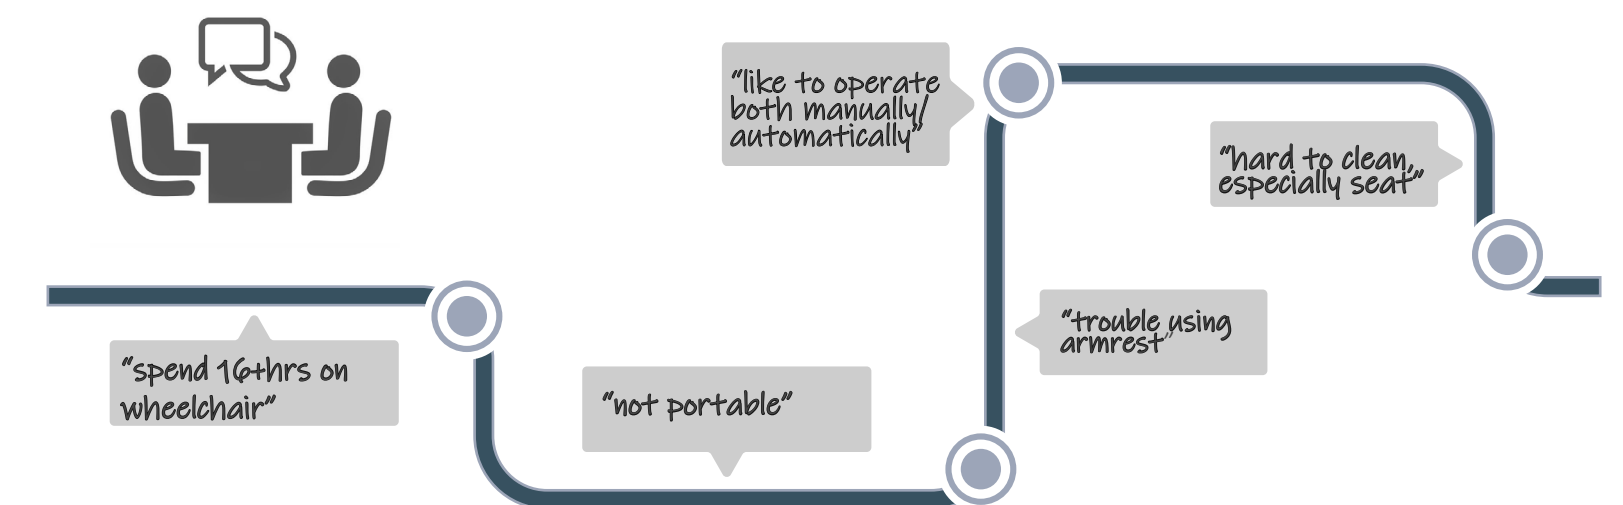 “spend 16+hrs on
wheelchair”
“not portable”
“trouble using
armrest”
“like to operate
both manually/
automatically”
“hard to clean,
especially seat”